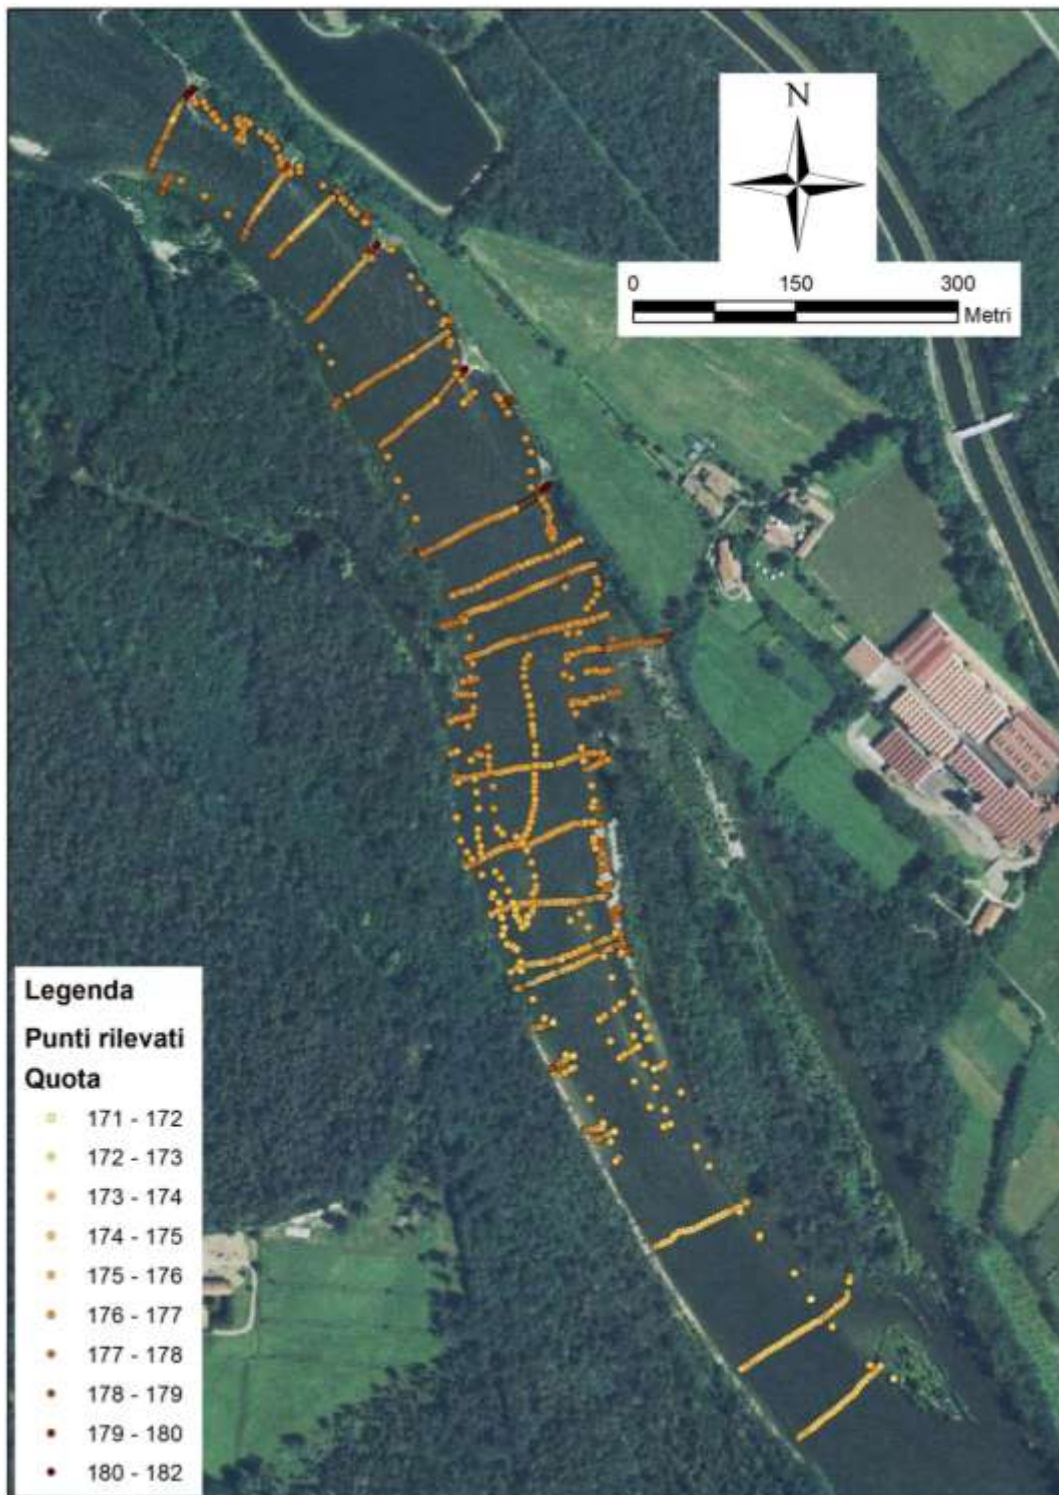 N
0 150 300
Metri
Legenda
Punti rilevati
Quota
171 - 172
172 - 173
173 - 174
174 - 175
175 - 176
176 - 177
177 - 178
178 - 179
179 - 180
180 - 182